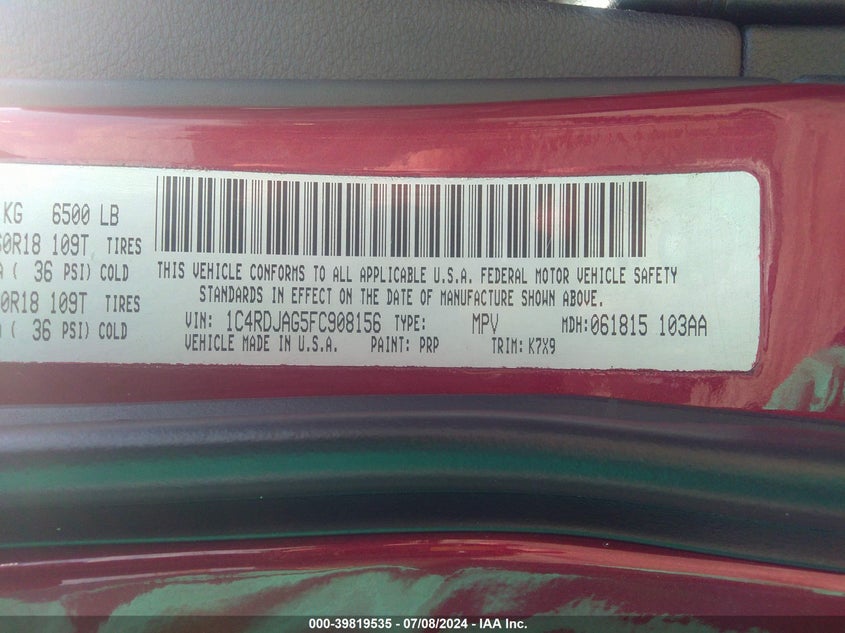 KG 6500 LB
60R18 109T TIRES
( 36 PSI) COLD
0R18 109T TIRES
( 36 PSI) COLD
THIS VEHICLE CONFORMS TO ALL APPLICABLE U.S.A. FEDERAL MOTOR VEHICLE SAFETY
STANDARDS IN EFFECT ON THE DATE OF MANUFACTURE SHOWN ABOVE.
VIN: 1C4RDJAG5FC908156 TYPE: MPV MDH: 061815 103AA
VEHICLE MADE IN U.S.A. PAINT: PRP TRIM: K7X9
000-39819535 - 07/08/2024 - IAA Inc.